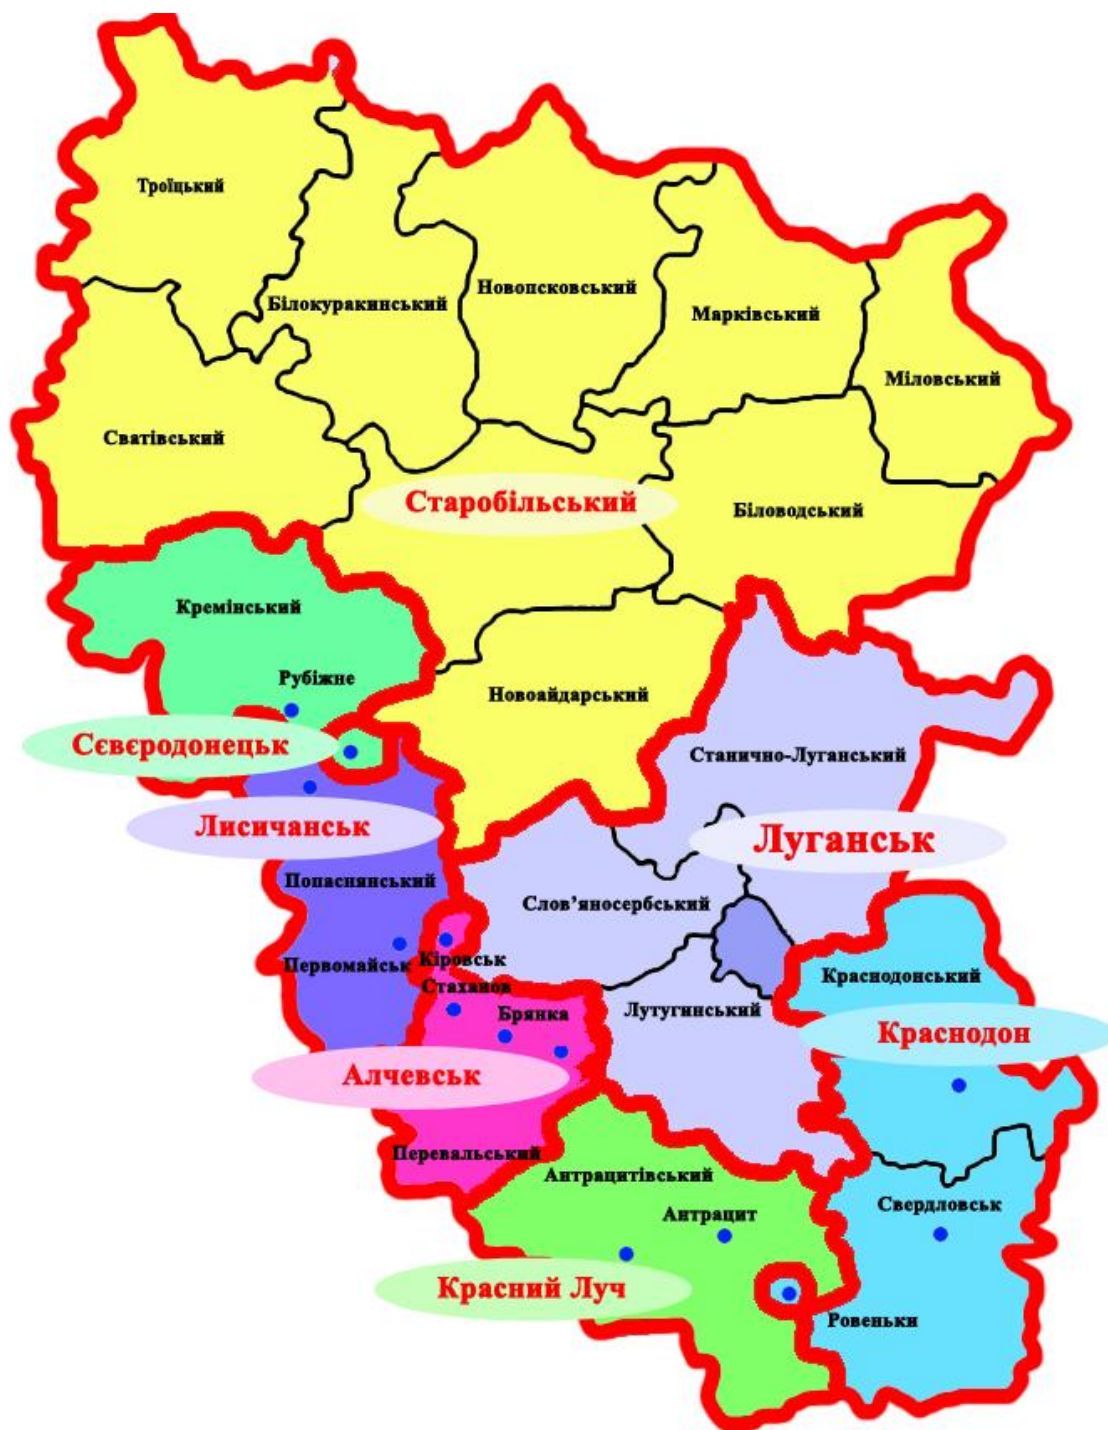 Троїцький
Білокуракинський
Новопсковський
Марківський
Міловський
Сватівський
Старобільський
Біловодський
Кремінський
Рубіжне
Новоайдарський
Сєвєродонецьк
Станично-Луганський
Лисичанськ
Луганськ
Попаснянський
Слов’яносербський
Первомайськ
Кіровськ
Стаханов
Брянка
Краснодонський
Лутугинський
Краснодон
Алчевськ
Перевальський
Антрацитівський
Антрацит
Свердловськ
Красний Луч
Ровеньки